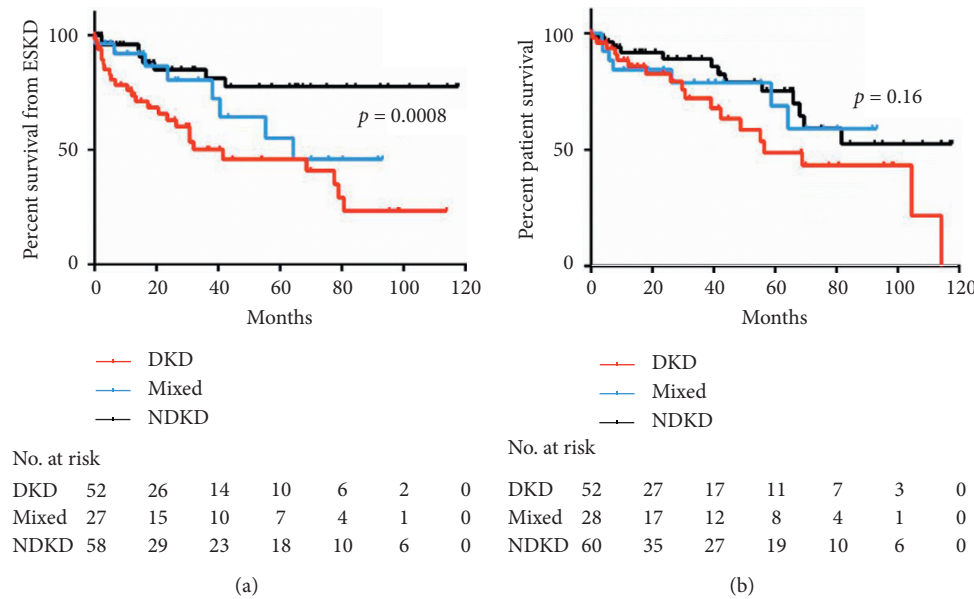 Percent survival from ESKD
100
50
0
p = 0.0008
0 20 40 60 80 100 120
Months
DKD
Mixed
NDKD
No. at risk
DKD 52 26 14 10 6 2 0
Mixed 27 15 10 7 4 1 0
NDKD 58 29 23 18 10 6 0
(a)
Percent patient survival
100
50
0
p = 0.16
0 20 40 60 80 100 120
Months
DKD
Mixed
NDKD
No. at risk
DKD 52 27 17 11 7 3 0
Mixed 28 17 12 8 4 1 0
NDKD 60 35 27 19 10 6 0
(b)